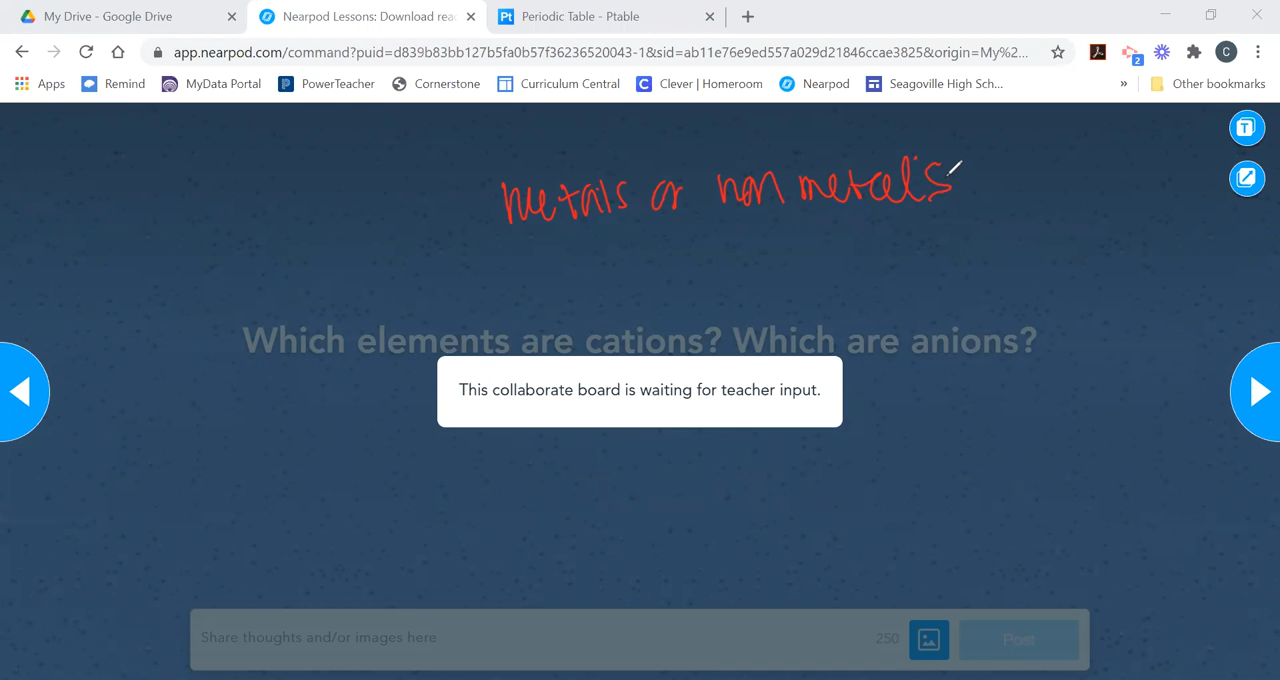 My Drive - Google Drive
Nearpod Lessons: Download rea
Periodic Table - Ptable
app.nearpod.com/command?puid=d839b83bb127b5fa0b57f36236520043-1&sid=ab11e76e9ed557a029d21846ccae3825&origin=My%2...
2
C
Apps Remind MyData Portal PowerTeacher Cornerstone Curriculum Central Clever | Homeroom Nearpod Seagoville High Sch... » Other bookmarks
T
metals or non metals
Which elements are cations? Which are anions?
This collaborate board is waiting for teacher input.
Share thoughts and/or images here 250 Post